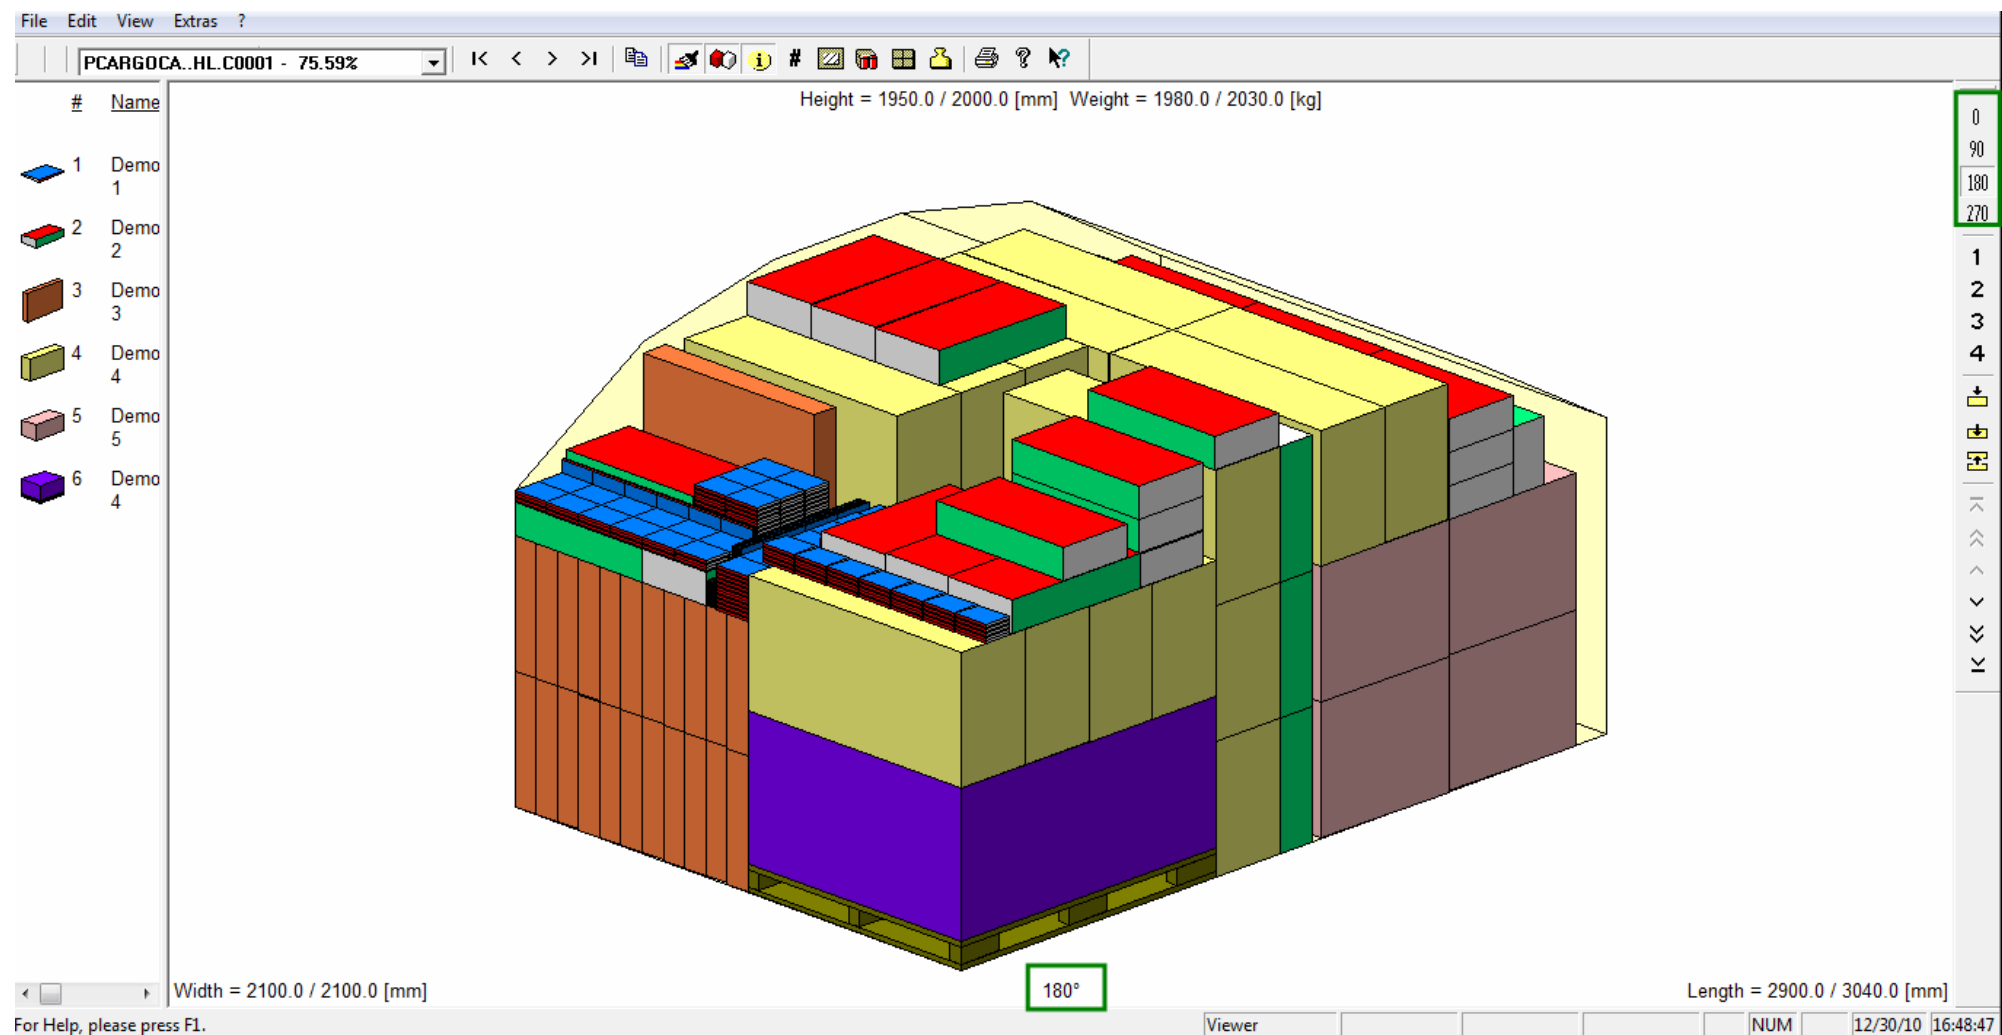 File Edit View Extras ?
PCARGOCA..HL.C0001 - 75.59%
#
# Name
Height = 1950.0 / 2000.0 [mm] Weight = 1980.0 / 2030.0 [kg]
1 Demo
1
2 Demo
2
3 Demo
3
4 Demo
4
5 Demo
5
6 Demo
4
0
90
180
270
1
2
3
4
Width = 2100.0 / 2100.0 [mm]
180°
Length = 2900.0 / 3040.0 [mm]
For Help, please press F1.
Viewer
NUM
12/30/10
16:48:47